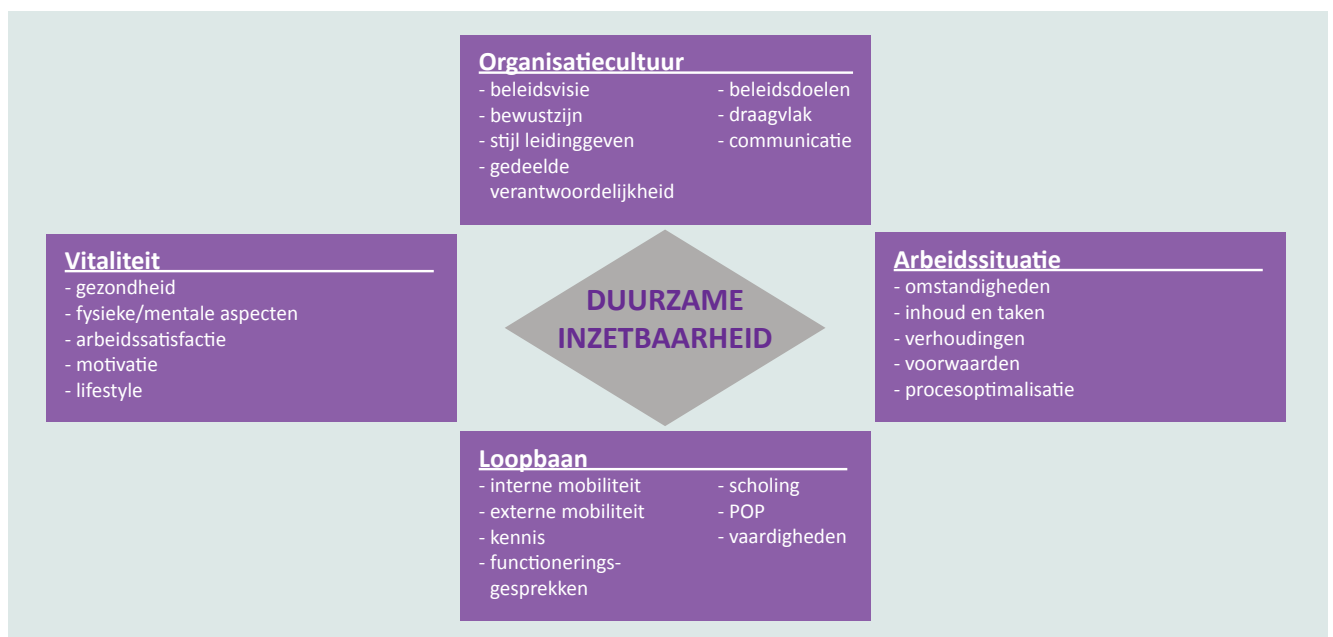 Organisatiecultuur
- beleidsvisie
- bewustzijn
- stijl leidinggeven
- gedeelde
verantwoordelijkheid
- beleidsdoelen
- draagvlak
- communicatie
Vitaliteit
- gezondheid
- fysieke/mentale aspecten
- arbeidssatisfactie
- motivatie
- lifestyle
DUURZAME
INZETBAARHEID
Arbeidssituatie
- omstandigheden
- inhoud en taken
- verhoudingen
- voorwaarden
- procesoptimalisatie
Loopbaan
- interne mobiliteit
- externe mobiliteit
- kennis
- functionerings-
gesprekken
- scholing
- POP
- vaardigheden